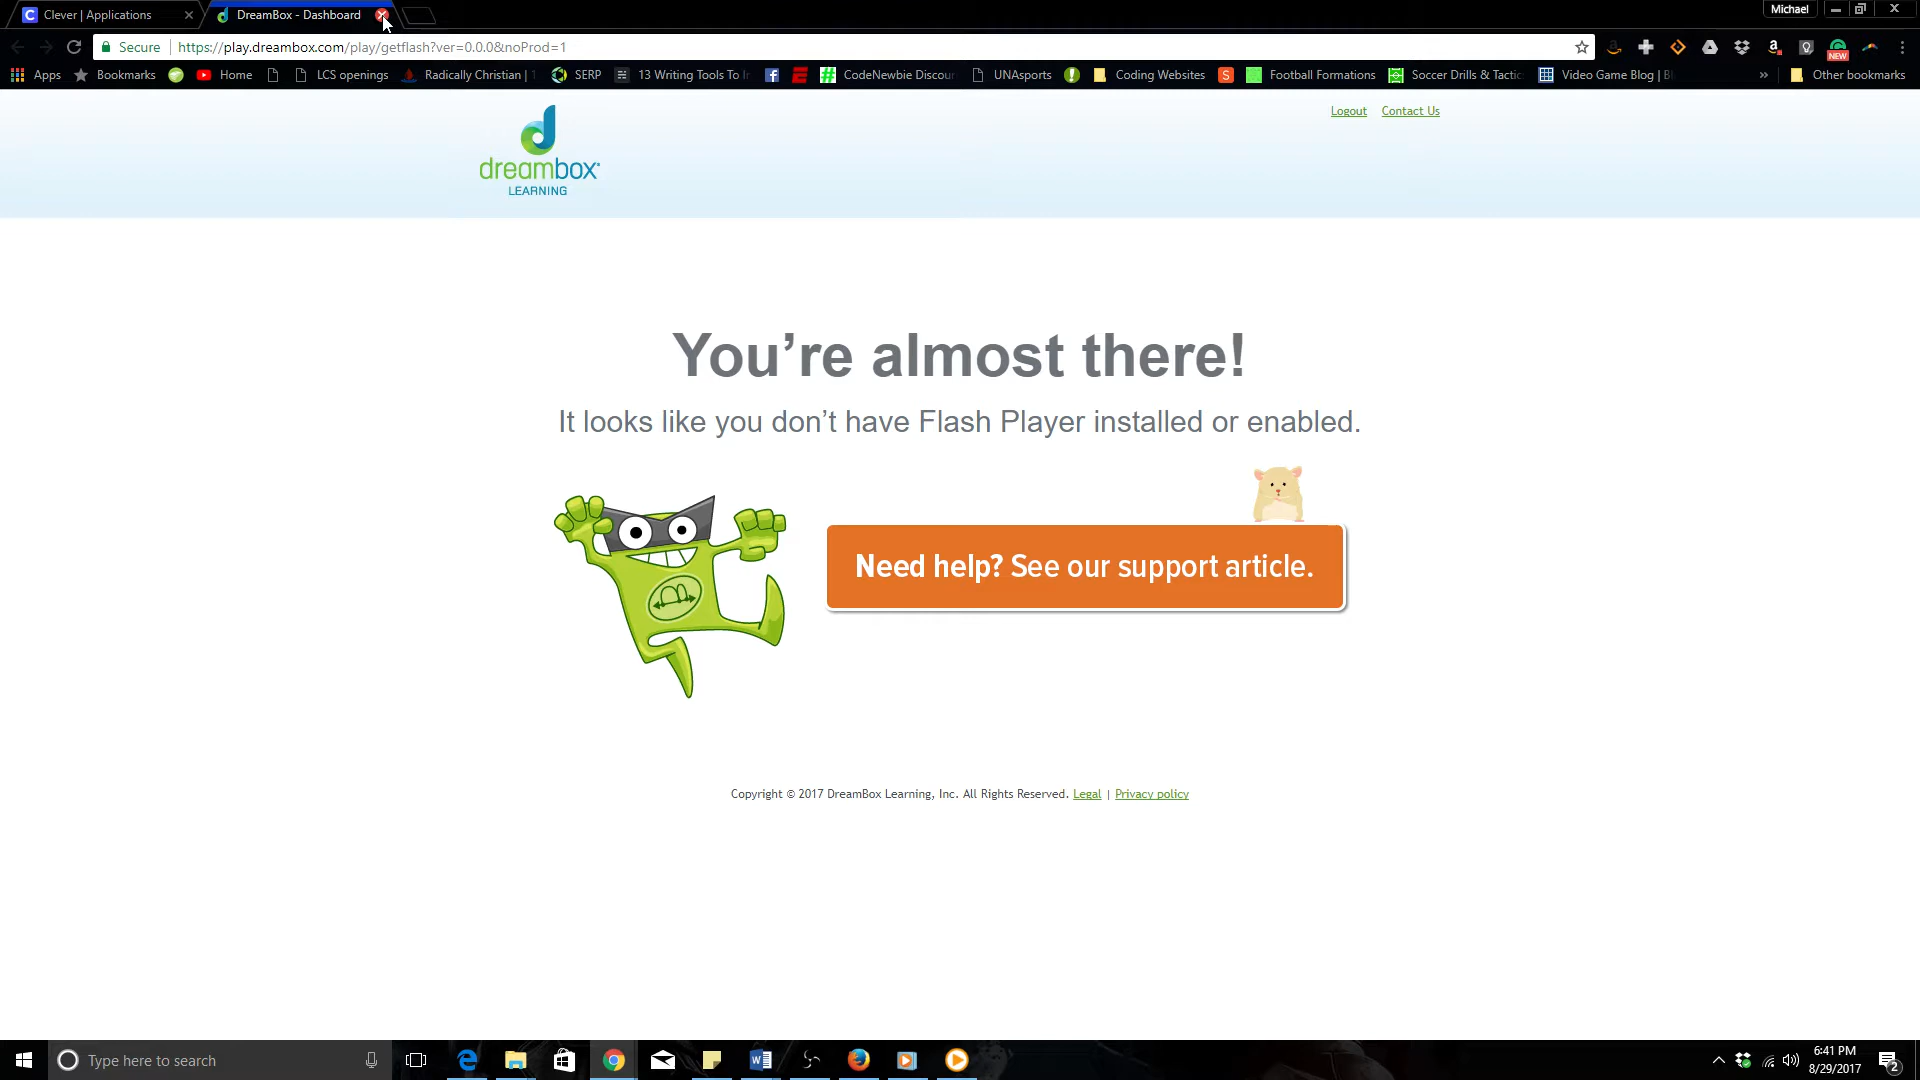 Clever | Applications
DreamBox - Dashboard
Michael
Secure | https://play.dreambox.com/play/getflash?ver=0.0.0&noProd=1
NEW
Apps Bookmarks Home LCS openings Radically Christian | SERP 13 Writing Tools To CodeNewbie Discou UNAsports Coding Websites S Football Formations Soccer Drills & Tactic Video Game Blog | » Other bookmarks
Logout Contact Us
dreambox
LEARNING
You’re almost there!
It looks like you don’t have Flash Player installed or enabled.
Need help? See our support article.
Copyright © 2017 DreamBox Learning, Inc. All Rights Reserved. Legal | Privacy policy
Type here to search
6:41 PM
8/29/2017
2